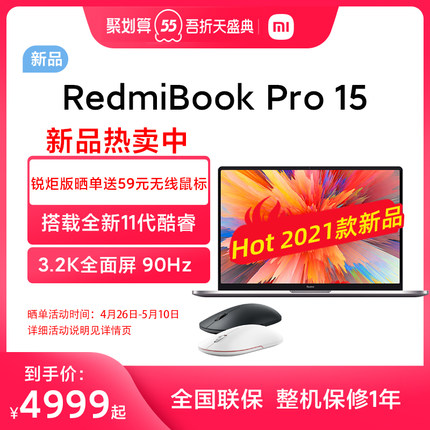 聚划算 55 吾折天盛典 mi
新品
RedmiBook Pro 15
新品热卖中
锐炬版晒单送59元无线鼠标
搭载全新11代酷睿
3.2K全面屏 90Hz
Hot 2021款新品
晒单活动时间：4月26日-5月10日
详细活动说明见详情页
到手价：
¥4999起
全国联保 整机保修1年